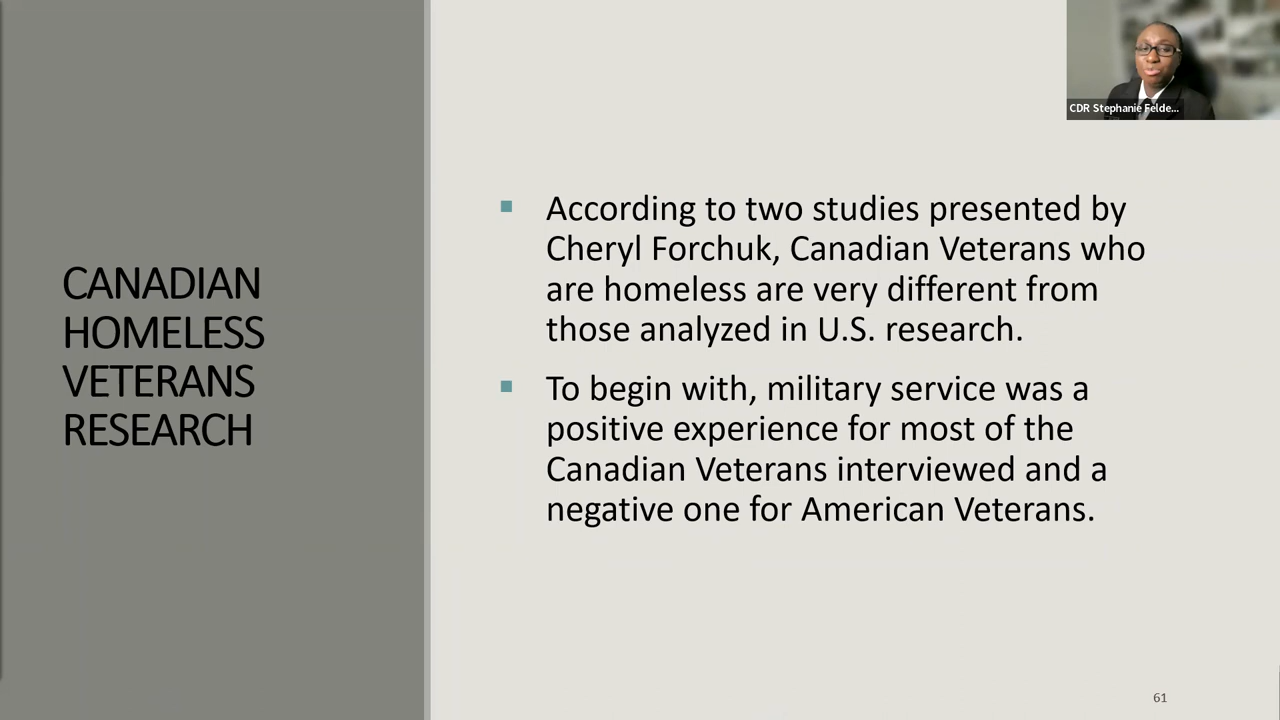 CDR Stephanie Felde...
CANADIAN
HOMELESS
VETERANS
RESEARCH
▪ According to two studies presented by
Cheryl Forchuk, Canadian Veterans who
are homeless are very different from
those analyzed in U.S. research.
▪ To begin with, military service was a
positive experience for most of the
Canadian Veterans interviewed and a
negative one for American Veterans.
61